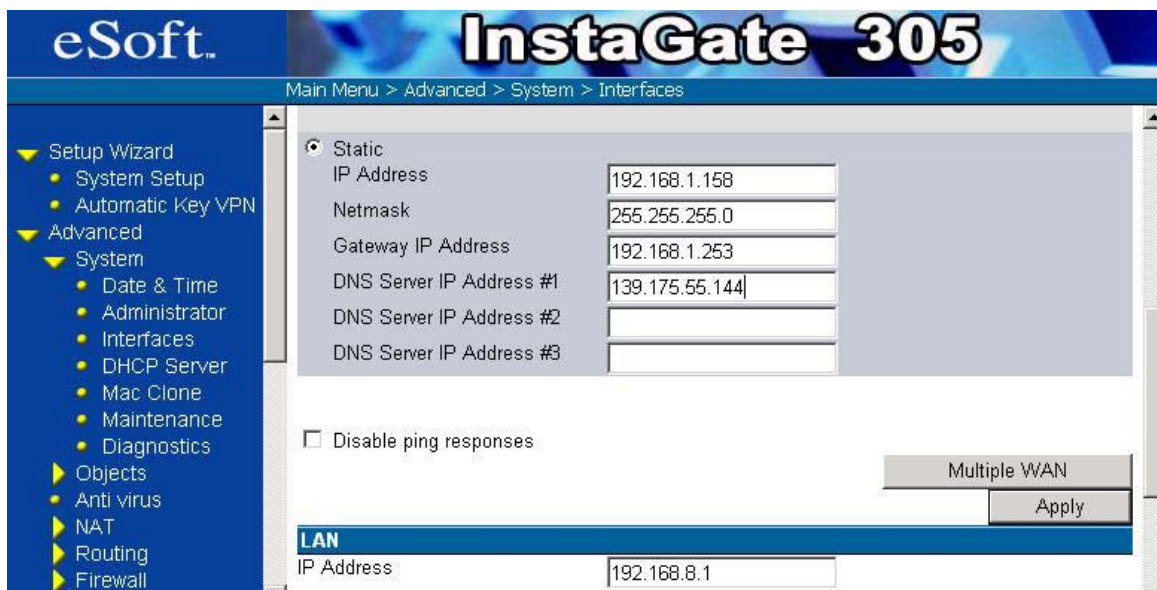 eSoft.
InstaGate 305
Main Menu > Advanced > System > Interfaces
Setup Wizard
System Setup
Automatic Key VPN
Advanced
System
Date & Time
Administrator
Interfaces
DHCP Server
Mac Clone
Maintenance
Diagnostics
Objects
Anti virus
NAT
Routing
Firewall
Static
IP Address 192.168.1.158
Netmask 255.255.255.0
Gateway IP Address 192.168.1.253
DNS Server IP Address #1 139.175.55.144
DNS Server IP Address #2
DNS Server IP Address #3
Disable ping responses
Multiple WAN
Apply
LAN
IP Address 192.168.8.1